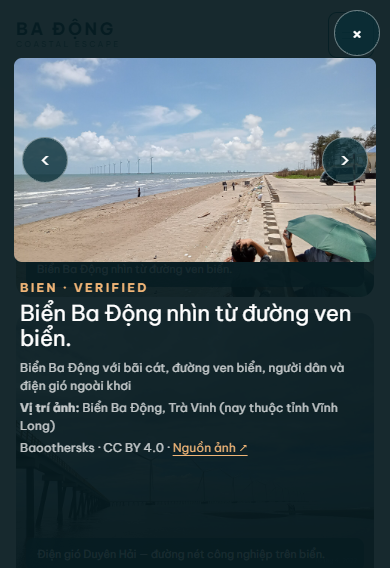 BA ĐỘNG
COASTAL ESCAPE
×
‹
›
Biển Ba Động nhìn từ đường ven biển.
BIEN · VERIFIED
Biển Ba Động nhìn từ đường ven
biển.
Biển Ba Động với bãi cát, đường ven biển, người dân và
điện gió ngoài khơi
Vị trí ảnh: Biển Ba Động, Trà Vinh (nay thuộc tỉnh Vĩnh
Long)
Baoothersks · CC BY 4.0 · Nguồn ảnh ↗
Điện gió Duyên Hải — đường nét công nghiệp trên biển.